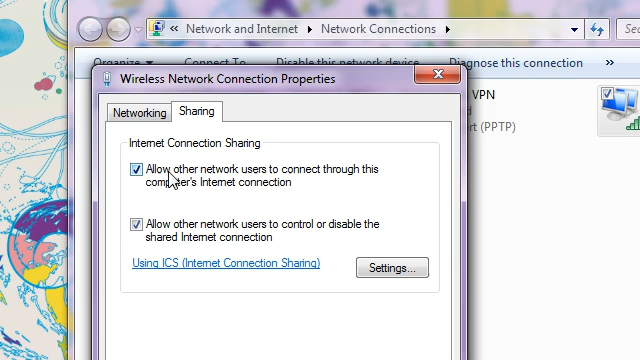 « Network and Internet ▸ Network Connections ▸
Organize Connect To Disable this network device Diagnose this connection »
Wireless Network Connection Properties
VPN
rt (PPTP)
Networking Sharing
Internet Connection Sharing
Allow other network users to connect through this
computer's Internet connection
Allow other network users to control or disable the
shared Internet connection
Using ICS (Internet Connection Sharing)
Settings...